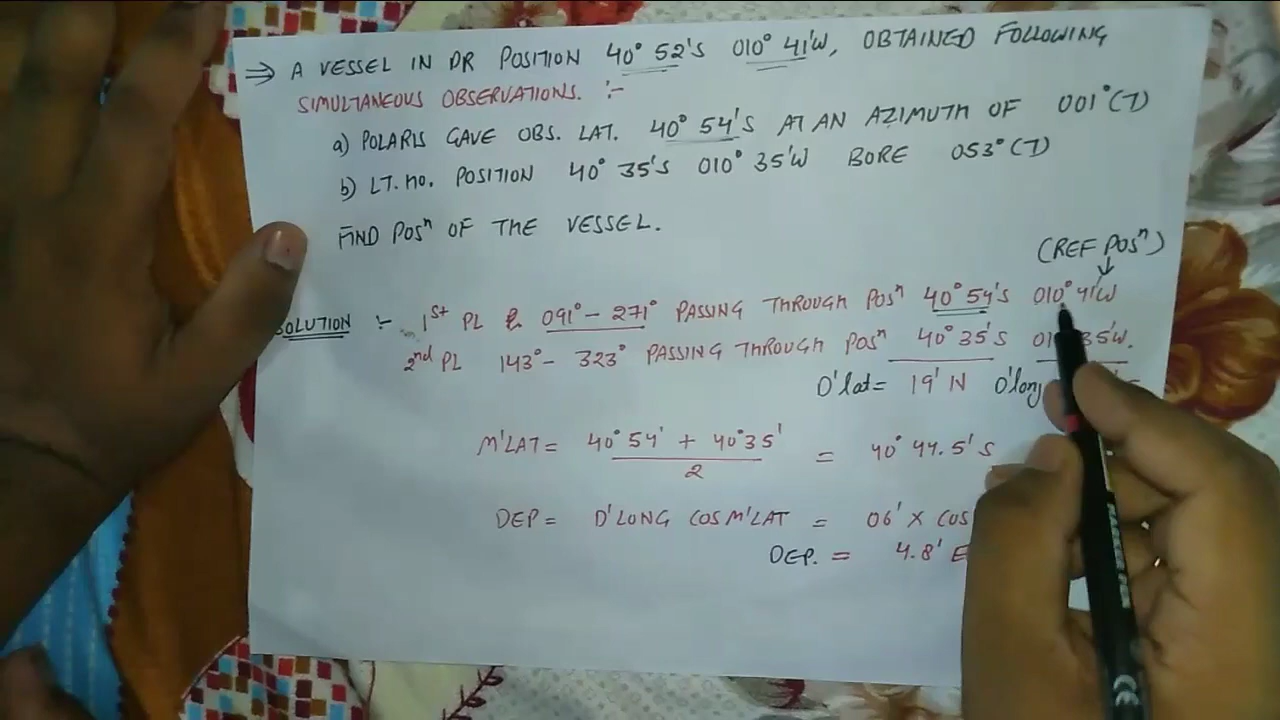 ⇒ A VESSEL IN DR POSITION 40° 52'S 010° 41'W, OBTAINED FOLLOWING
SIMULTANEOUS OBSERVATIONS. :-
a) POLARIS GAVE OBS. LAT. 40° 54'S AT AN AZIMUTH OF 001° (T)
b) LT. HO. POSITION 40° 35'S 010° 35'W BORE 053° (T)
FIND POSⁿ OF THE VESSEL.
(REF POSⁿ)
↓
SOLUTION :- 1ST PL 091° - 271° PASSING THROUGH POSⁿ 40° 54'S 010° 41'W
2nd PL 143° - 323° PASSING THROUGH POSⁿ 40° 35'S 35'W.
D'lat = 19' N D'long
M'LAT = 40° 54' + 40° 35' = 40° 44.5' S
2
DEP = D'LONG COS M'LAT = 06' X COS
DEP. = 4.8' E